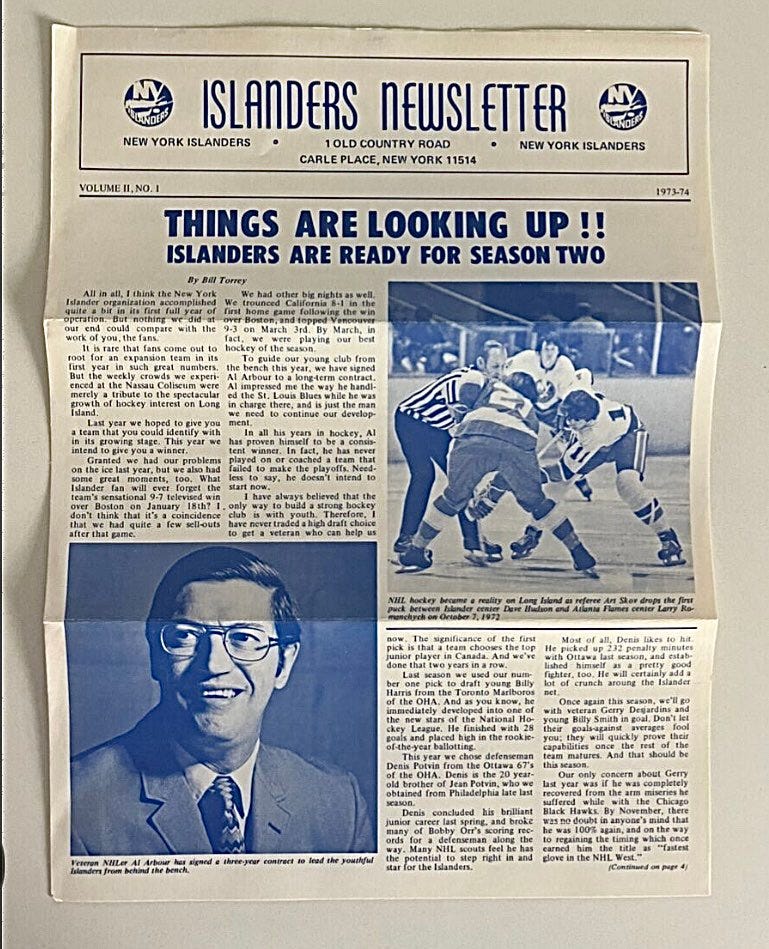 NY
ISLANDERS
ISLANDERS NEWSLETTER
NY
ISLANDERS
NEW YORK ISLANDERS • 1 OLD COUNTRY ROAD • NEW YORK ISLANDERS
CARLE PLACE, NEW YORK 11514
VOLUME II, NO. 1 1973-74
THINGS ARE LOOKING UP !!
ISLANDERS ARE READY FOR SEASON TWO
By Bill Torrey
All in all, I think the New York
Islander organization accomplished
quite a bit in its first full year of
operation. But nothing we did at
our end could compare with the
work of you, the fans.
It is rare that fans come out to
root for an expansion team in its
first year in such great numbers.
But the weekly crowds we experi-
enced at the Nassau Coliseum were
merely a tribute to the spectacular
growth of hockey interest on Long
Island.
Last year we hoped to give you
a team that you could identify with
in its growing stage. This year we
intend to give you a winner.
Granted we had our problems
on the ice last year, but we also had
some great moments, too. What
Islander fan will ever forget the
team's sensational 9-7 televised win
over Boston on January 18th? I
don't think that it's a coincidence
that we had quite a few sell-outs
after that game.
We had other big nights as well.
We trounced California 8-1 in the
first home game following the win
over Boston, and topped Vancouver
9-3 on March 3rd. By March, in
fact, we were playing our best
hockey of the season.
To guide our young club from
the bench this year, we have signed
Al Arbour to a long-term contract.
Al impressed me the way he handl-
ed the St. Louis Blues while he was
in charge there, and is just the man
we need to continue our develop-
ment.
In all his years in hockey, Al
has proven himself to be a consis-
tent winner. In fact, he has never
played on or coached a team that
failed to make the playoffs. Need-
less to say, he doesn't intend to
start now.
I have always believed that the
only way to build a strong hockey
club is with youth. Therefore, I
have never traded a high draft choice
to get a veteran who can help us
NHL hockey became a reality on Long Island as referee Art Skov drops the first
puck between Islander center Dave Hudson and Atlanta Flames center Larry Ro-
manchych on October 7, 1972
Veteran NHLer Al Arbour has signed a three-year contract to lead the youthful
Islanders from behind the bench.
now. The significance of the first
pick is that a team chooses the top
junior player in Canada. And we've
done that two years in a row.
Last season we used our num-
ber one pick to draft young Billy
Harris from the Toronto Marlboros
of the OHA. And as you know, he
immediately developed into one of
the new stars of the National Ho-
ckey League. He finished with 28
goals and placed high in the rookie-
of-the-year ballotting.
This year we chose defenseman
Denis Potvin from the Ottawa 67's
of the OHA. Denis is the 20 year-
old brother of Jean Potvin, who we
obtained from Philadelphia late last
season.
Denis concluded his brilliant
junior career last spring, and broke
many of Bobby Orr's scoring rec-
ords for a defenseman along the
way. Many NHL scouts feel he has
the potential to step right in and
star for the Islanders.
Most of all, Denis likes to hit.
He picked up 232 penalty minutes
with Ottawa last season, and estab-
lished himself as a pretty good
fighter, too. He will certainly add a
lot of crunch around the Islander
net.
Once again this season, we'll go
with veteran Gerry Desjardins and
young Billy Smith in goal. Don't let
their goals-against averages fool
you; they will quickly prove their
capabilities once the rest of the
team matures. And that should be
this season.
Our only concern about Gerry
last year was if he was completely
recovered from the arm miseries he
suffered while with the Chicago
Black Hawks. By November, there
was no doubt in anyone's mind that
he was 100% again, and on the way
to regaining the timing which once
earned him the title as "fastest
glove in the NHL West."
(Continued on page 4)